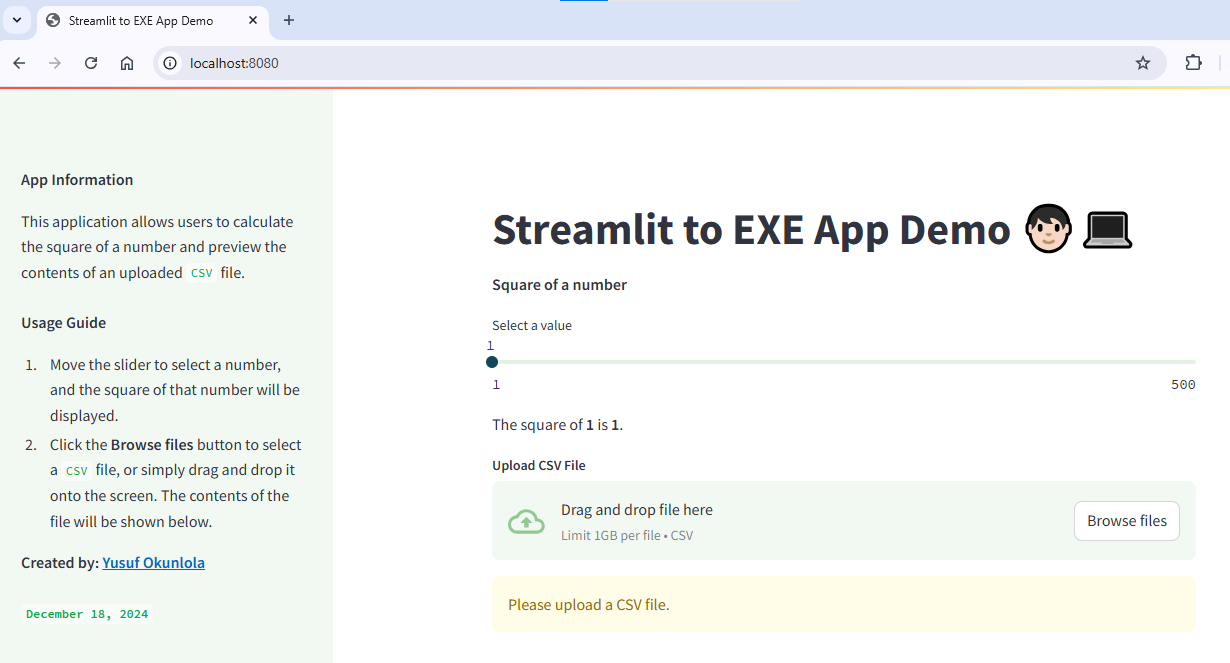 Streamlit to EXE App Demo
localhost:8080
App Information
This application allows users to calculate
the square of a number and preview the
contents of an uploaded CSV file.
Usage Guide
1. Move the slider to select a number,
and the square of that number will be
displayed.
2. Click the Browse files button to select
a CSV file, or simply drag and drop it
onto the screen. The contents of the
file will be shown below.
Created by: Yusuf Okunlola
December 18, 2024
Streamlit to EXE App Demo
Square of a number
Select a value
1
1 500
The square of 1 is 1.
Upload CSV File
Drag and drop file here
Limit 1GB per file • CSV
Browse files
Please upload a CSV file.